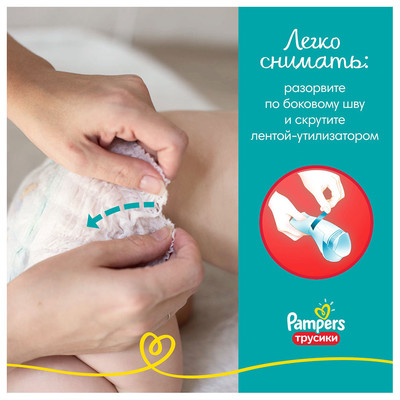 Легко
снимать:
разорвите
по боковому шву
и скрутите
лентой-утилизатором
Pampers
трусики